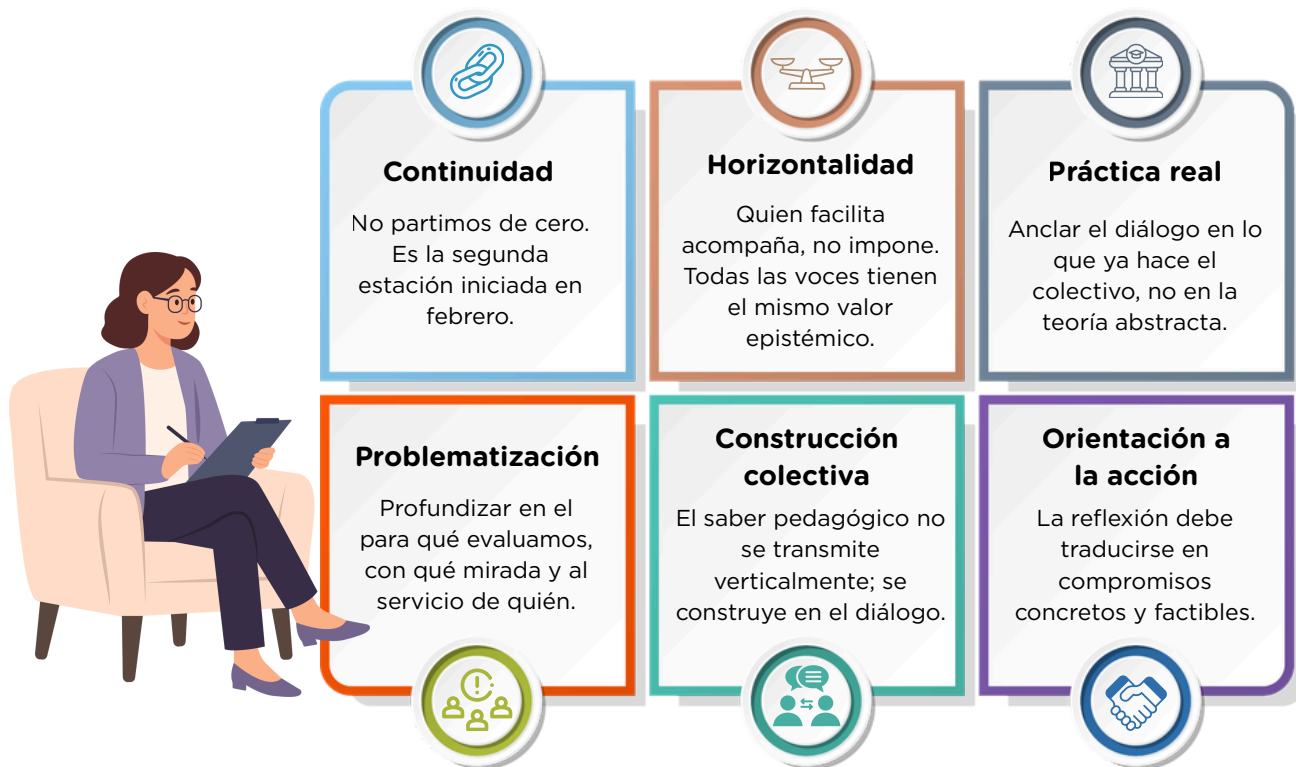 Continuidad
No partimos de cero.
Es la segunda
estación iniciada en
febrero.
Horizontalidad
Quien facilita
acompaña, no impone.
Todas las voces tienen
el mismo valor
epistémico.
Práctica real
Anclar el diálogo en lo
que ya hace el
colectivo, no en la
teoría abstracta.
Problematización
Profundizar en el
para qué evaluamos,
con qué mirada y al
servicio de quién.
Construcción
colectiva
El saber pedagógico no
se transmite
verticalmente; se
construye en el diálogo.
Orientación a
la acción
La reflexión debe
traducirse en
compromisos
concretos y factibles.